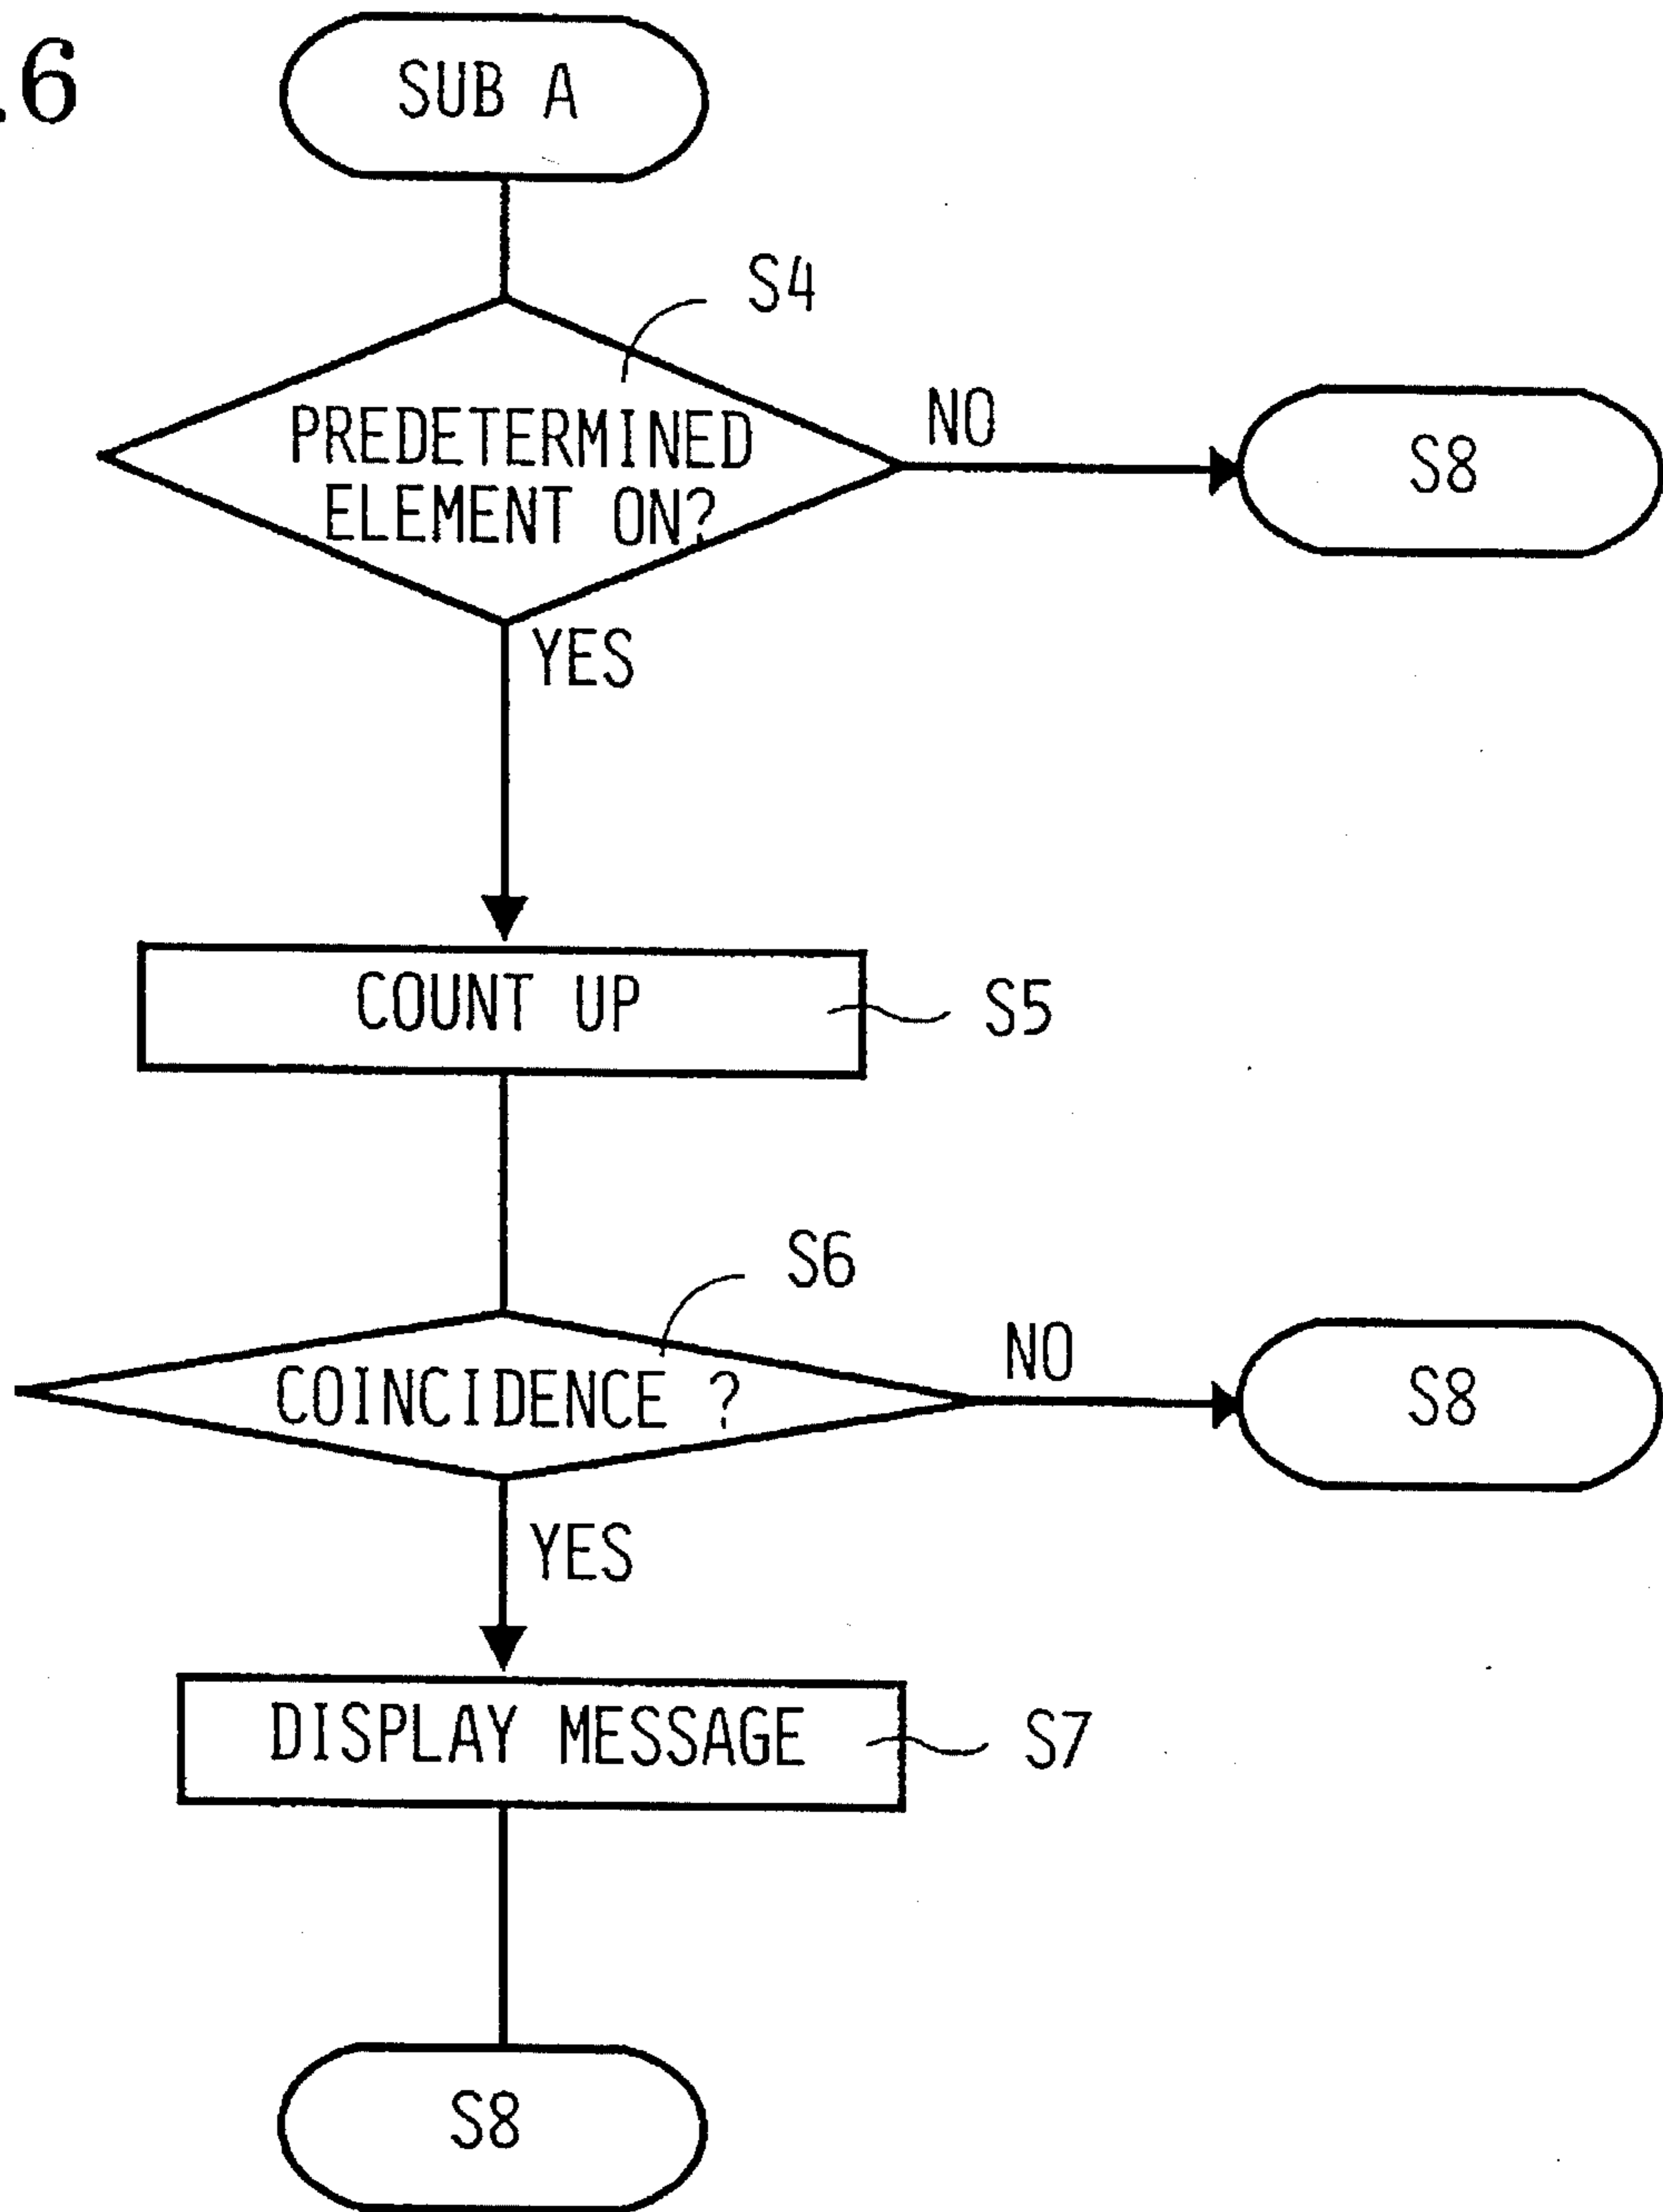 .6
SUB A
S4
PREDETERMINED
ELEMENT ON?
NO
S8
YES
COUNT UP
S5
S6
COINCIDENCE ?
NO
S8
YES
DISPLAY MESSAGE
S7
S8